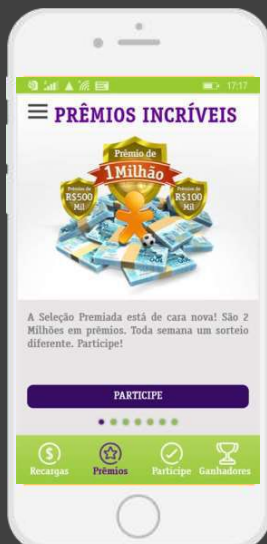 17:17
PRÊMIOS INCRÍVEIS
Prêmio de
1 Milhão
Prêmios de
R$500
Mil
Prêmios de
R$100
Mil
A Seleção Premiada está de cara nova! São 2
Milhões em prêmios. Toda semana um sorteio
diferente. Participe!
PARTICIPE
Recargas
Prêmios
Participe
Ganhadores